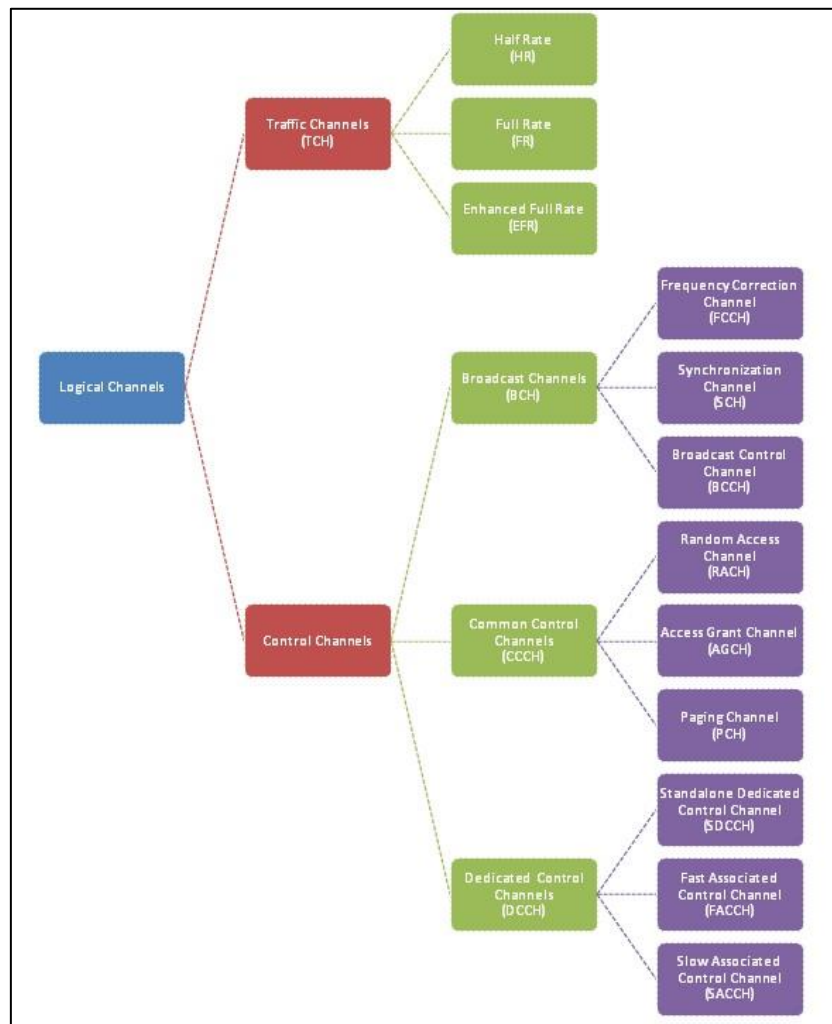 Half Rate
(HR)
Traffic Channels
(TCH)
Full Rate
(FR)
Enhanced Full Rate
(EFR)
Frequency Correction
Channel
(FCCH)
Logical Channels
Broadcast Channels
(BCH)
Synchronization
Channel
(SCH)
Broadcast Control
Channel
(BCCH)
Random Access
Channel
(RACH)
Control Channels
Common Control
Channels
(CCCH)
Access Grant Channel
(AGCH)
Paging Channel
(PCH)
Standalone Dedicated
Control Channel
(SDCCH)
Dedicated Control
Channels
(DCCH)
Fast Associated
Control Channel
(FACCH)
Slow Associated
Control Channel
(SACCH)